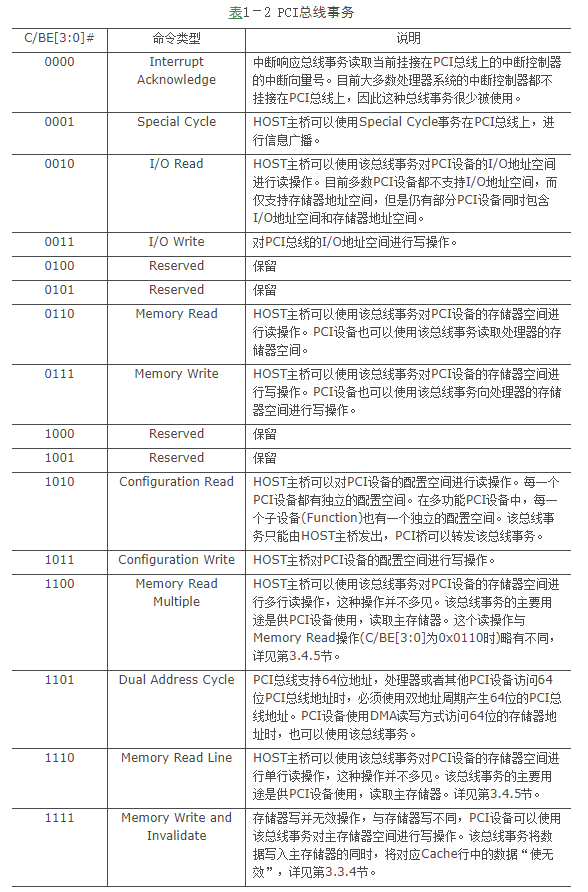 表1－2 PCI总线事务
C/BE[3:0]# 命令类型 说明
0000 Interrupt Acknowledge 中断响应总线事务读取当前挂接在PCI总线上的中断控制器
的中断向量号。目前大多数处理器系统的中断控制器都不
挂接在PCI总线上，因此这种总线事务很少被使用。
0001 Special Cycle HOST主桥可以使用Special Cycle事务在PCI总线上，进
行信息广播。
0010 I/O Read HOST主桥可以使用该总线事务对PCI设备的I/O地址空间
进行读操作。目前多数PCI设备都不支持I/O地址空间，而
仅支持存储器地址空间，但是仍有部分PCI设备同时包含
I/O地址空间和存储器地址空间。
0011 I/O Write 对PCI总线的I/O地址空间进行写操作。
0100 Reserved 保留
0101 Reserved 保留
0110 Memory Read HOST主桥可以使用该总线事务对PCI设备的存储器空间进
行读操作。PCI设备也可以使用该总线事务读取处理器的存
储器空间。
0111 Memory Write HOST主桥可以使用该总线事务对PCI设备的存储器空间进
行写操作。PCI设备也可以使用该总线事务向处理器的存储
器空间进行写操作。
1000 Reserved 保留
1001 Reserved 保留
1010 Configuration Read HOST主桥可以对PCI设备的配置空间进行读操作。每一个
PCI设备都有独立的配置空间。在多功能PCI设备中，每一
个子设备(Function)也有一个独立的配置空间。该总线事
务只能由HOST主桥发出，PCI桥可以转发该总线事务。
1011 Configuration Write HOST主桥对PCI设备的配置空间进行写操作。
1100 Memory Read Multiple HOST主桥可以使用该总线事务对PCI设备的存储器空间进
行多行读操作，这种操作并不多见。该总线事务的主要用
途是供PCI设备使用，读取主存储器。这个读操作与
Memory Read操作(C/BE[3:0]为0x0110时)略有不同，
详见第3.4.5节。
1101 Dual Address Cycle PCI总线支持64位地址，处理器或者其他PCI设备访问64
位PCI总线地址时，必须使用双地址周期产生64位的PCI总
线地址。PCI设备使用DMA读写方式访问64位的存储器地
址时，也可以使用该总线事务。
1110 Memory Read Line HOST主桥可以使用该总线事务对PCI设备的存储器空间进
行单行读操作，这种操作并不多见。该总线事务的主要用
途是供PCI设备使用，读取主存储器。详见第3.4.5节。
1111 Memory Write and Invalidate 存储器写并无效操作，与存储器写不同，PCI设备可以使用
该总线事务对主存储器空间进行写操作。该总线事务将数
据写入主存储器的同时，将对应Cache行中的数据“使无
效”，详见第3.3.4节。